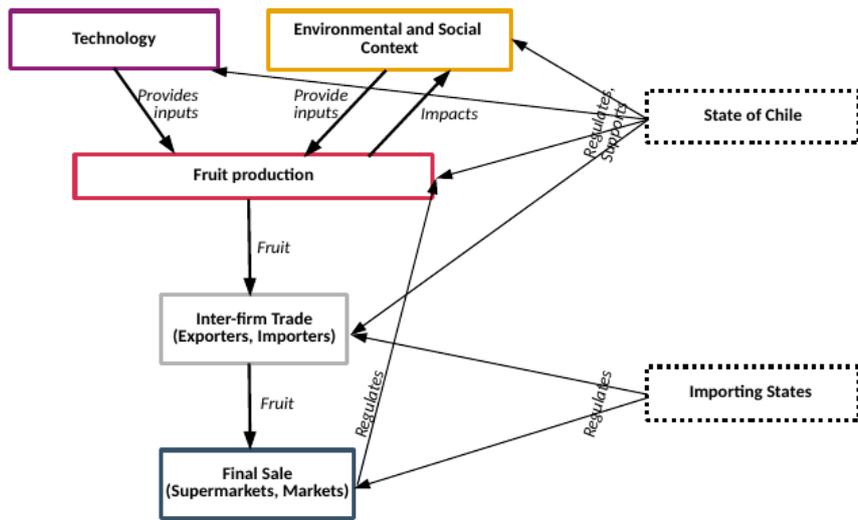 Technology
Environmental and Social
Context
Provides
inputs
Provide
inputs
Impacts
Regulates,
Supports
State of Chile
Fruit production
Fruit
Inter-firm Trade
(Exporters, Importers)
Importing States
Fruit
Regulates
Regulates
Final Sale
(Supermarkets, Markets)